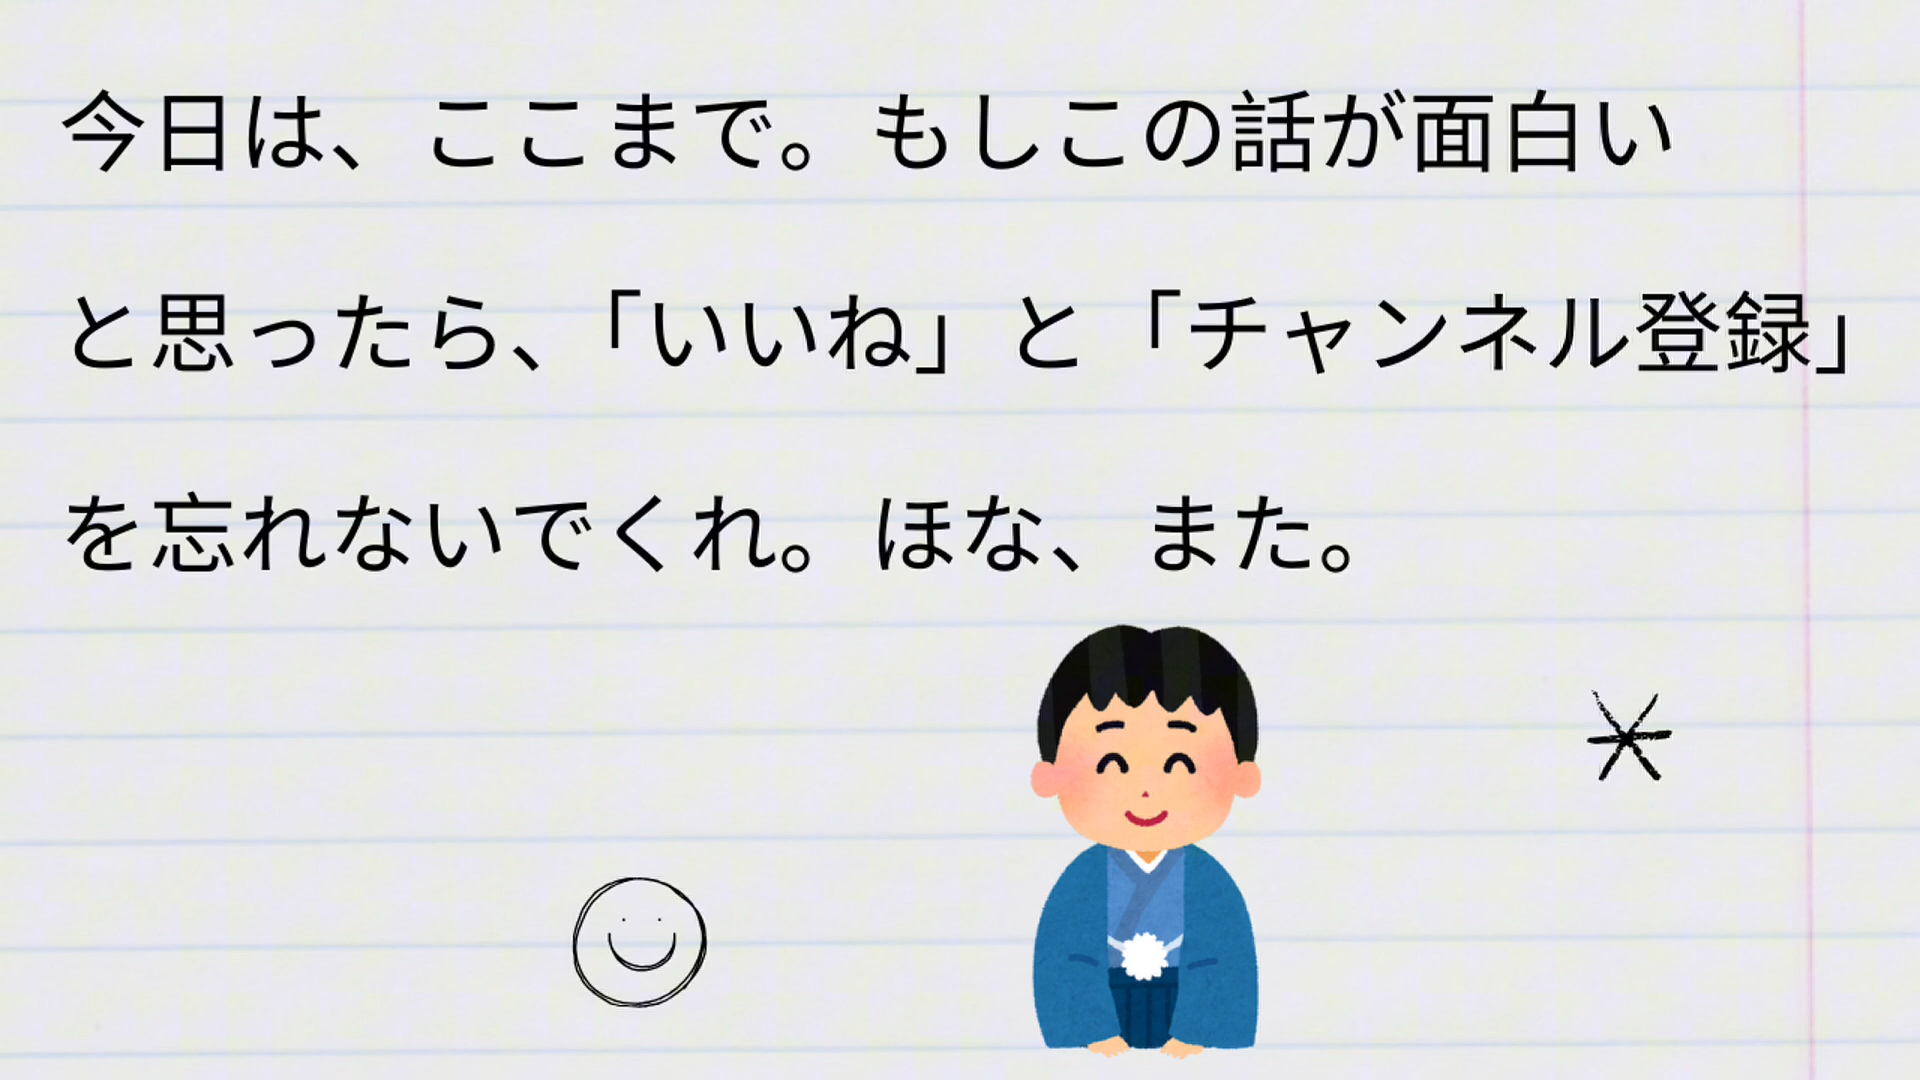 今日は、ここまで。もしこの話が面白い
と思ったら、「いいね」と「チャンネル登録」
を忘れないでくれ。ほな、また。